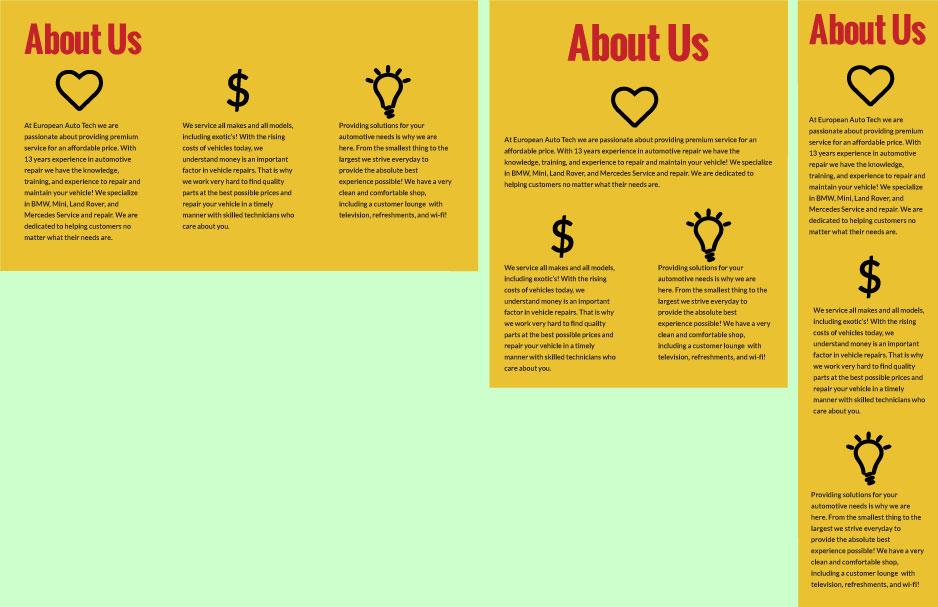 About Us
At European Auto Tech we are
passionate about providing premium
service for an affordable price. With
13 years experience in automotive
repair we have the knowledge,
training, and experience to repair and
maintain your vehicle! We specialize
in BMW, Mini, Land Rover, and
Mercedes Service and repair. We are
dedicated to helping customers no
matter what their needs are.
$
We service all makes and all models,
including exotic's! With the rising
costs of vehicles today, we
understand money is an important
factor in vehicle repairs. That is why
we work very hard to find quality
parts at the best possible prices and
repair your vehicle in a timely
manner with skilled technicians who
care about you.
Providing solutions for your
automotive needs is why we are
here. From the smallest thing to the
largest we strive everyday to
provide the absolute best
experience possible! We have a very
clean and comfortable shop,
including a customer lounge with
television, refreshments, and wi-fi!
About Us
At European Auto Tech we are passionate about providing premium service for an
affordable price. With 13 years experience in automotive repair we have the
knowledge, training, and experience to repair and maintain your vehicle! We specialize
in BMW, Mini, Land Rover, and Mercedes Service and repair. We are dedicated to
helping customers no matter what their needs are.
$
We service all makes and all models,
including exotic's! With the rising
costs of vehicles today, we
understand money is an important
factor in vehicle repairs. That is why
we work very hard to find quality
parts at the best possible prices and
repair your vehicle in a timely
manner with skilled technicians who
care about you.
Providing solutions for your
automotive needs is why we are
here. From the smallest thing to the
largest we strive everyday to
provide the absolute best
experience possible! We have a very
clean and comfortable shop,
including a customer lounge with
television, refreshments, and wi-fi!
About Us
At European Auto Tech we are
passionate about providing premium
service for an affordable price. With
13 years experience in automotive
repair we have the knowledge,
training, and experience to repair and
maintain your vehicle! We specialize
in BMW, Mini, Land Rover, and
Mercedes Service and repair. We are
dedicated to helping customers no
matter what their needs are.
$
We service all makes and all models,
including exotic's! With the rising
costs of vehicles today, we
understand money is an important
factor in vehicle repairs. That is why
we work very hard to find quality
parts at the best possible prices and
repair your vehicle in a timely
manner with skilled technicians who
care about you.
Providing solutions for your
automotive needs is why we are
here. From the smallest thing to the
largest we strive everyday to
provide the absolute best
experience possible! We have a very
clean and comfortable shop,
including a customer lounge with
television, refreshments, and wi-fi!